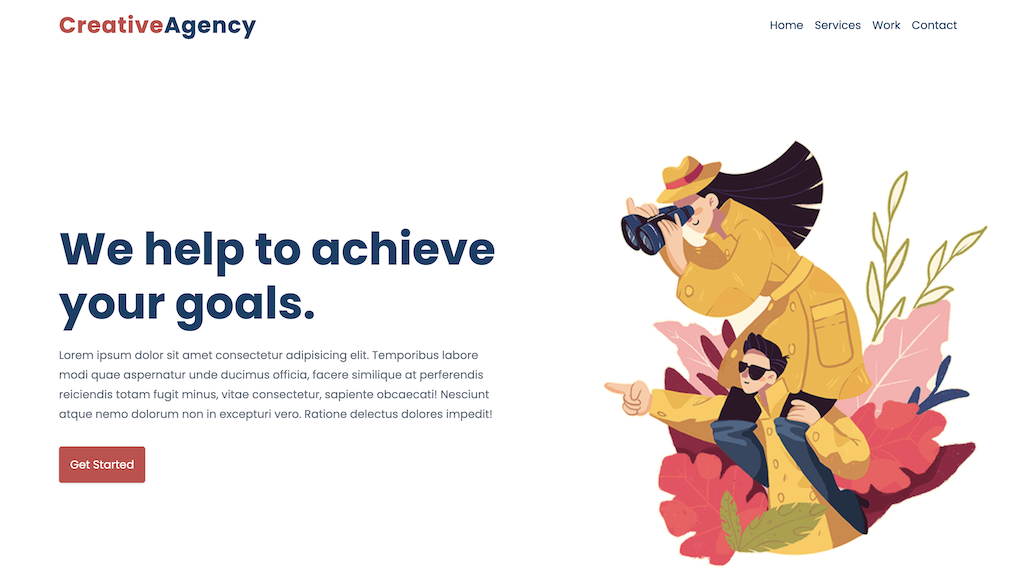 CreativeAgency
Home Services Work Contact
We help to achieve
your goals.
Lorem ipsum dolor sit amet consectetur adipisicing elit. Temporibus labore
modi quae aspernatur unde ducimus officia, facere similique at perferendis
reiciendis totam fugit minus, vitae consectetur, sapiente obcaecati! Nesciunt
atque nemo dolorum non in excepturi vero. Ratione delectus dolores impedit!
Get Started